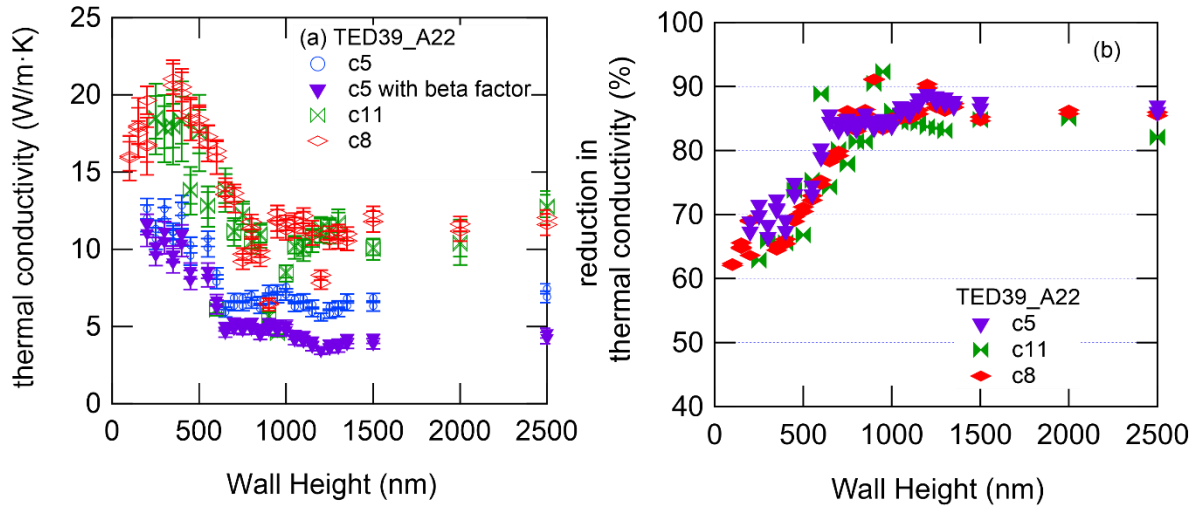 (a) TED39_A22
c5
c5 with beta factor
c11
c8
25
20
15
10
5
0
thermal conductivity (W/m·K)
0 500 1000 1500 2000 2500
Wall Height (nm)
(b)
100
90
80
70
60
50
40
reduction in
thermal conductivity (%)
TED39_A22
c5
c11
c8
0 500 1000 1500 2000 2500
Wall Height (nm)